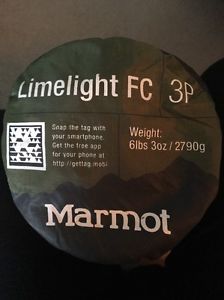 Limelight FC 3P
Snap the tag with
your smartphone.
Get the free app
for your phone at
http://gettag.mobi
Weight:
6lbs 3oz / 2790g
Marmot